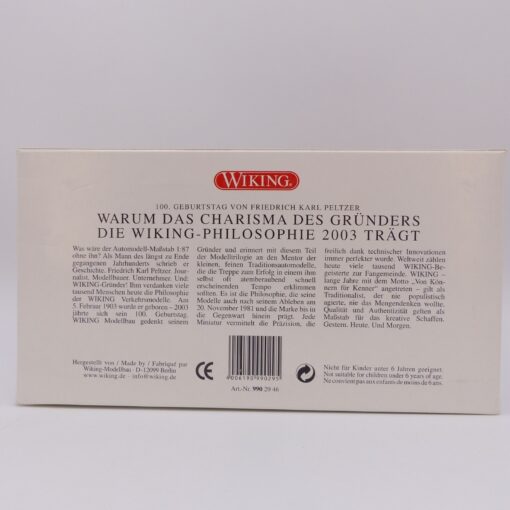 WIKING®
100. GEBURTSTAG VON FRIEDRICH KARL PELTZER
WARUM DAS CHARISMA DES GRÜNDERS
DIE WIKING-PHILOSOPHIE 2003 TRÄGT
Was wäre der Automodell-Maßstab 1:87
ohne ihn? Als Mann des längst zu Ende
gegangenen Jahrhunderts schrieb er
Geschichte. Friedrich Karl Peltzer, Jour-
nalist, Modellbauer, Unternehmer. Und:
WIKING-Gründer! Ihm verdanken viele
tausend Menschen heute die Philosophie
der WIKING Verkehrsmodelle. Am
5. Februar 1903 wurde er geboren – 2003
jährte sich sein 100. Geburtstag.
WIKING Modellbau gedenkt seinem
Gründer und erinnert mit diesem Teil
der Modelltrilogie an den Mentor der
kleinen, feinen Traditionsautomodelle,
die die Treppe zum Erfolg in einem ihm
selbst oft atemberaubend schnell
erscheinenden Tempo erklimmen
sollten. Es ist die Philosophie, die seine
Modelle auch nach seinem Ableben am
20. November 1981 und die Marke bis in
die Gegenwart hinein prägt. Jede
Miniatur vermittelt die Präzision, die
freilich dank technischer Innovationen
immer perfekter wurde. Weltweit zählen
heute viele tausend WIKING-Be-
geisterte zur Fangemeinde. WIKING –
lange Jahre mit dem Motto „Von Kön-
nern für Kenner" angetreten – gilt als
Traditionalist, der nie populistisch
agierte, nie das Mengendenken wollte.
Qualität und Authentizität gelten als
Maßstab für das kreative Schaffen.
Gestern. Heute. Und Morgen.
Hergestellt von / Made by / Fabriqué par
Wiking-Modellbau · D-12099 Berlin
www.wiking.de – info@wiking.de
CE
4006190990295
Art.-Nr. 990 29 46
Nicht für Kinder unter 6 Jahren geeignet.
Not suitable for children under 6 years of age.
Ne convient pas aux enfants de moins de 6 ans.